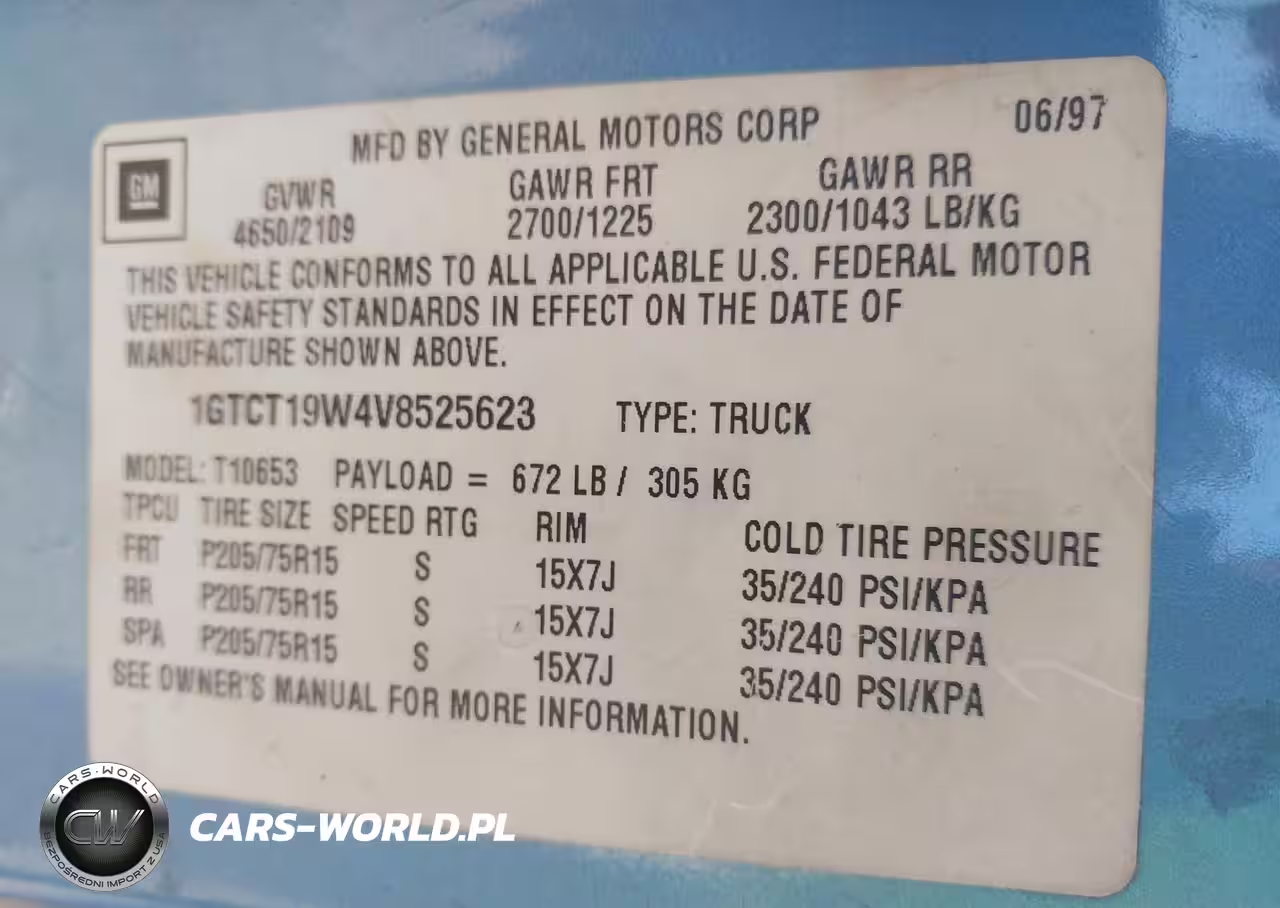 MFD BY GENERAL MOTORS CORP 06/97
GM
GVWR GAWR FRT GAWR RR
4650/2109 2700/1225 2300/1043 LB/KG
THIS VEHICLE CONFORMS TO ALL APPLICABLE U.S. FEDERAL MOTOR
VEHICLE SAFETY STANDARDS IN EFFECT ON THE DATE OF
MANUFACTURE SHOWN ABOVE.
1GTCT19W4V8525623 TYPE: TRUCK
MODEL: T10653 PAYLOAD = 672 LB / 305 KG
TPCU TIRE SIZE SPEED RTG RIM COLD TIRE PRESSURE
FRT P205/75R15 S 15X7J 35/240 PSI/KPA
RR P205/75R15 S 15X7J 35/240 PSI/KPA
SPA P205/75R15 S 15X7J 35/240 PSI/KPA
SEE OWNER'S MANUAL FOR MORE INFORMATION.
CARS-WORLD
CW
BEZPOŚREDNI IMPORT Z USA
CARS-WORLD.PL